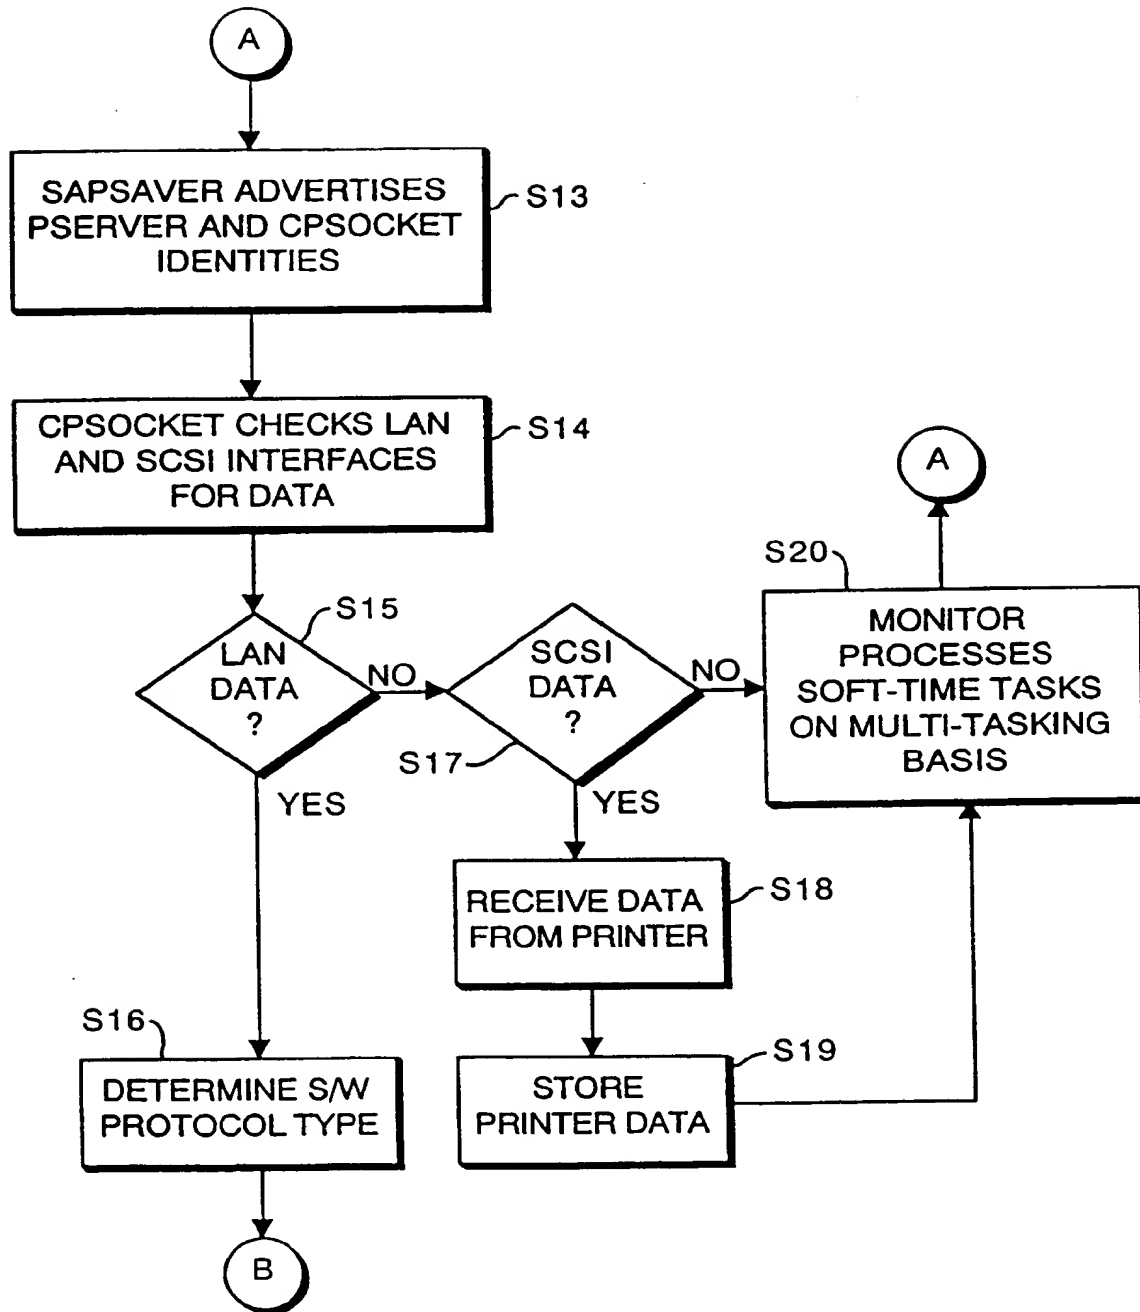 A
SAPSAVER ADVERTISES
PSERVER AND CPSOCKET
IDENTITIES
S13
CPSOCKET CHECKS LAN
AND SCSI INTERFACES
FOR DATA
S14
LAN
DATA
?
S15
NO
YES
SCSI
DATA
?
S17
NO
YES
A
S20
MONITOR
PROCESSES
SOFT-TIME TASKS
ON MULTI-TASKING
BASIS
RECEIVE DATA
FROM PRINTER
S18
STORE
PRINTER DATA
S19
S16
DETERMINE S/W
PROTOCOL TYPE
B